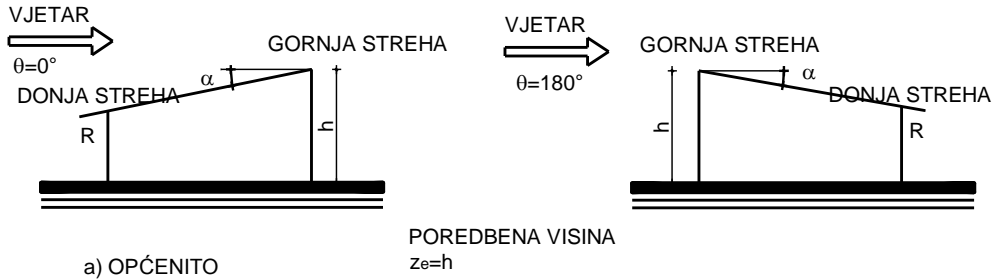 VJETAR
θ=0°
GORNJA STREHA
α
DONJA STREHA
R
h
VJETAR
θ=180°
GORNJA STREHA
α
DONJA STREHA
h
R
a) OPĆENITO
POREDBENA VISINA
ze=h